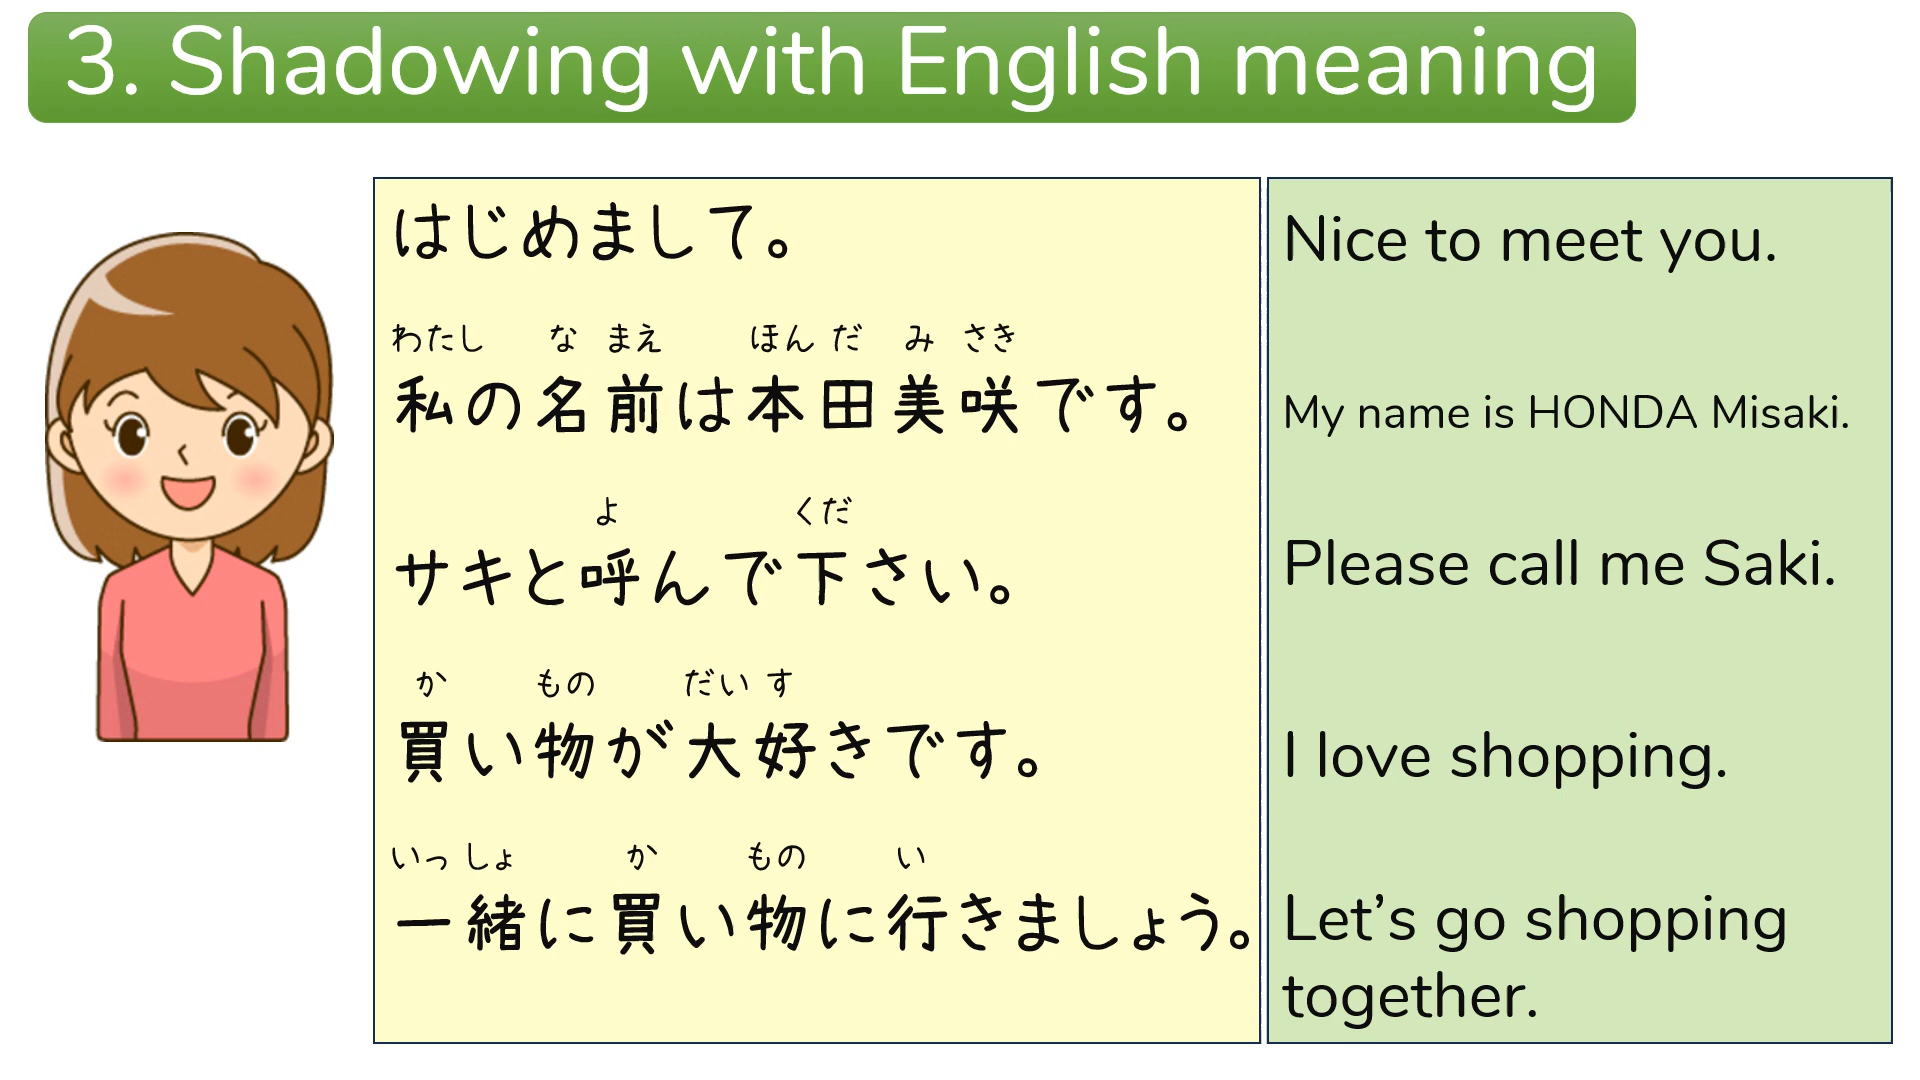 3. Shadowing with English meaning
はじめまして。
Nice to meet you.
わたし な まえ ほん だ み さき
私の名前は本田美咲です。
My name is HONDA Misaki.
よ くだ
サキと呼んで下さい。
Please call me Saki.
か もの だい す
買い物が大好きです。
I love shopping.
いっ しょ か もの い
一緒に買い物に行きましょう。
Let’s go shopping
together.